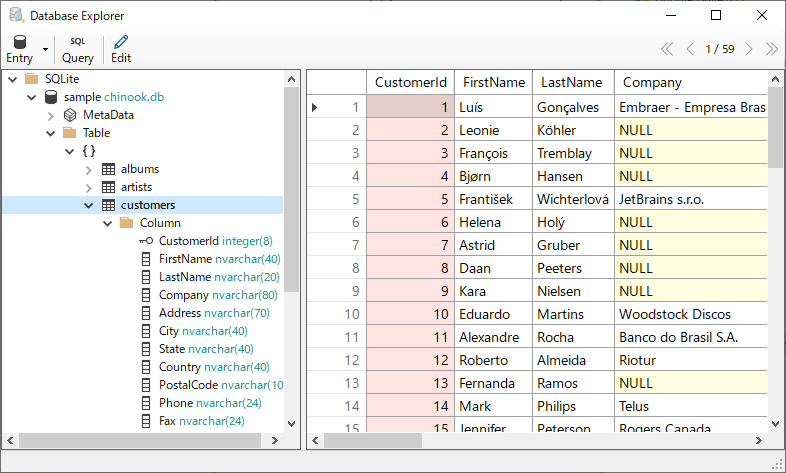 Database Explorer
Entry
SQL
Query
Edit
1 / 59
SQLite
sample chinook.db
MetaData
Table
{ }
albums
artists
customers
Column
CustomerId integer(8)
FirstName nvarchar(40)
LastName nvarchar(20)
Company nvarchar(80)
Address nvarchar(70)
City nvarchar(40)
State nvarchar(40)
Country nvarchar(40)
PostalCode nvarchar(10
Phone nvarchar(24)
Fax nvarchar(24)
CustomerId FirstName LastName Company
1 1 Luís Gonçalves Embraer - Empresa Bras
2 2 Leonie Köhler NULL
3 3 François Tremblay NULL
4 4 Bjørn Hansen NULL
5 5 František Wichterlová JetBrains s.r.o.
6 6 Helena Holý NULL
7 7 Astrid Gruber NULL
8 8 Daan Peeters NULL
9 9 Kara Nielsen NULL
10 10 Eduardo Martins Woodstock Discos
11 11 Alexandre Rocha Banco do Brasil S.A.
12 12 Roberto Almeida Riotur
13 13 Fernanda Ramos NULL
14 14 Mark Philips Telus
15 15 Jennifer Peterson Rogers Canada